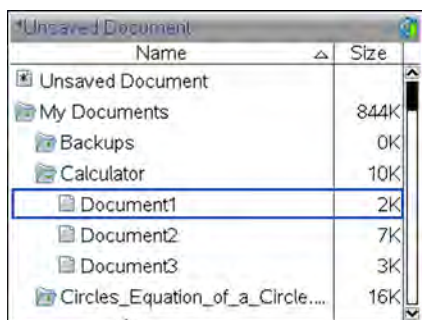 *Unsaved Document
Name Size
Unsaved Document
My Documents 844K
Backups 0K
Calculator 10K
Document1 2K
Document2 7K
Document3 3K
Circles_Equation_of_a_Circle.... 16K